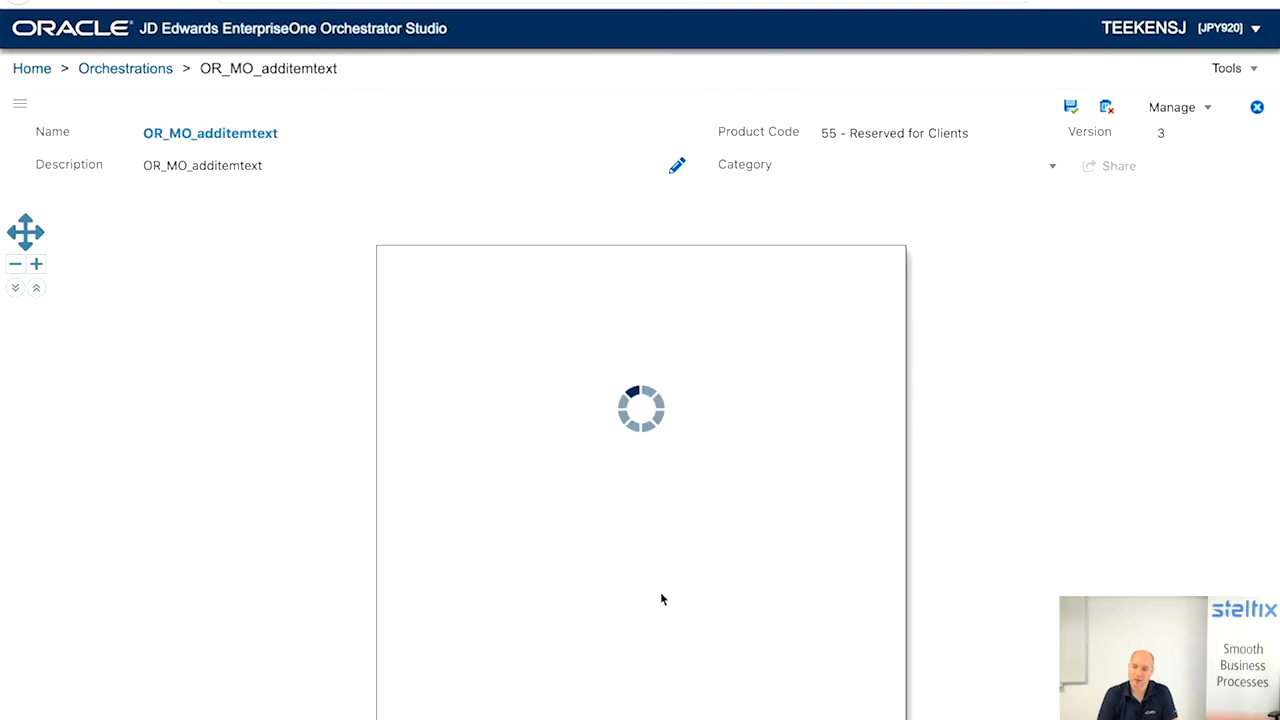 ORACLE® JD Edwards EnterpriseOne Orchestrator Studio TEEKENSJ [JPY920]
Home > Orchestrations > OR_MO_additemtext Tools
Manage
Name OR_MO_additemtext Product Code 55 - Reserved for Clients Version 3
Description OR_MO_additemtext Category Share
steltix
Smooth
Business
Processes